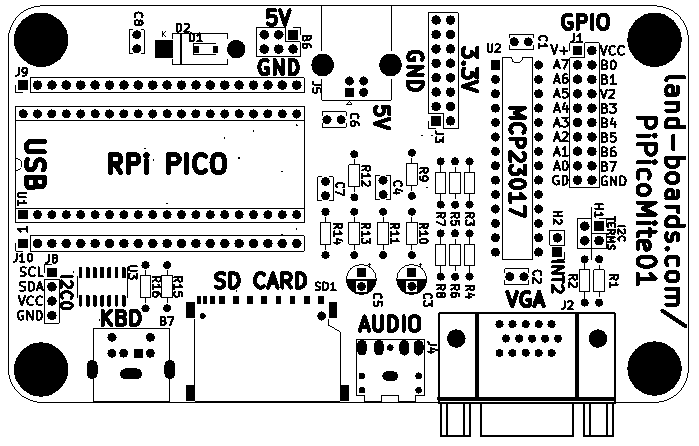 C8
K
D2
D1
5V
B6
GND
J5
5V
C6
GND
3.3V
J3
U2
C1
MCP23017
GPIO
J1
V+ VCC
A7 B0
A6 B1
A5 V2
A4 B3
A3 B4
A2 B5
A1 B6
A0 B7
GD GND
land-boards.com/
PiPicoMite01
J9
USB
RPi PICO
U1
1
J10
J8
SCL
SDA
VCC
GND
I2C0
U3
R16
R15
KBD
B7
SD CARD
SD1
R12
R9
C7
C4
R14
R13
R11
R10
R7
R5
R3
R8
R6
R4
C5
C3
AUDIO
J4
H2
INT2
H1
I2C
TERMS
R2
R1
C2
VGA
J2